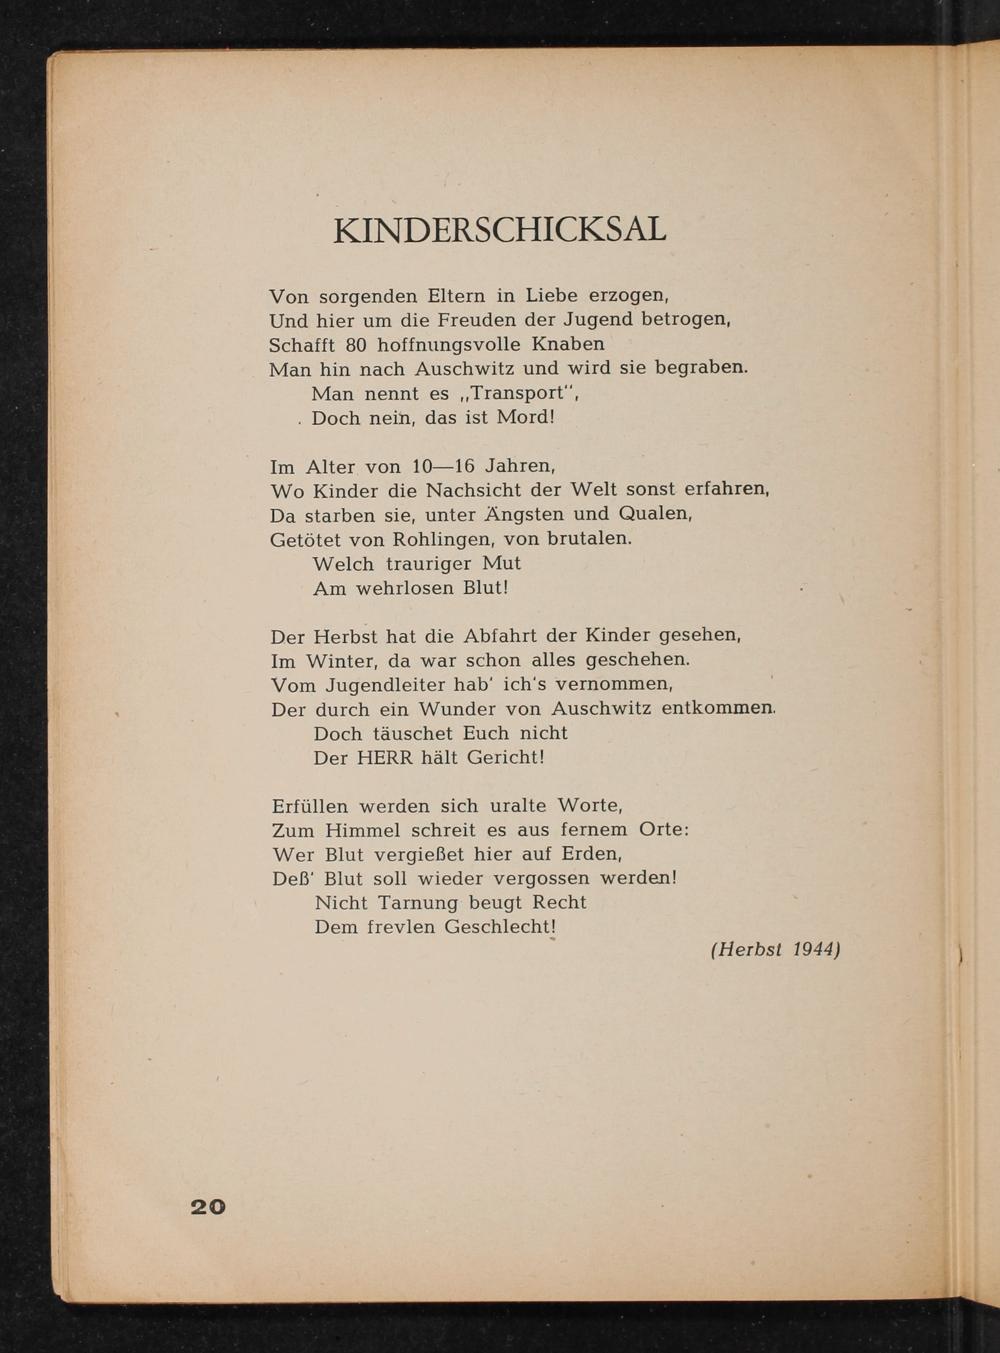 KINDERSCHICKSAL
Von sorgenden Eltern in Liebe erzogen,
Und hier um die Freuden der Jugend betrogen,
Schafft 80 hoffnungsvolle Knaben
Man hin nach Auschwitz und wird sie begraben.
Man nennt es „Transport“,
Doch nein, das ist Mord!
Im Alter von 10—16 Jahren,
Wo Kinder die Nachsicht der Welt sonst erfahren,
Da starben sie, unter Ängsten und Qualen,
Getötet von Rohlingen, von brutalen.
Welch trauriger Mut
Am wehrlosen Blut!
Der Herbst hat die Abfahrt der Kinder gesehen,
Im Winter, da war schon alles geschehen.
Vom Jugendleiter hab' ich's vernommen,
Der durch ein Wunder von Auschwitz entkommen.
Doch täuschet Euch nicht
Der HERR hält Gericht!
Erfüllen werden sich uralte Worte,
Zum Himmel schreit es aus fernem Orte:
Wer Blut vergießet hier auf Erden,
Deß' Blut soll wieder vergossen werden!
Nicht Tarnung beugt Recht
Dem frevlen Geschlecht!
(Herbst 1944)
20